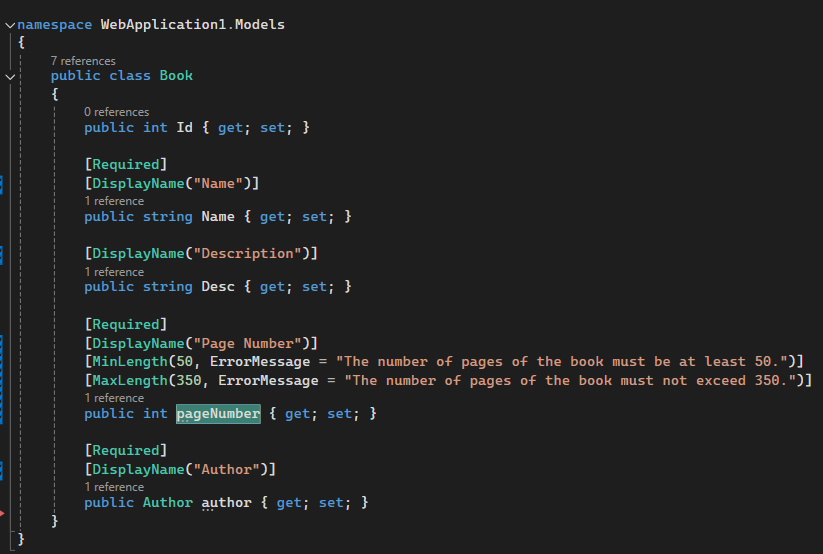 namespace WebApplication1.Models
{
7 references
public class Book
{
0 references
public int Id { get; set; }
[Required]
[DisplayName("Name")]
1 reference
public string Name { get; set; }
[DisplayName("Description")]
1 reference
public string Desc { get; set; }
[Required]
[DisplayName("Page Number")]
[MinLength(50, ErrorMessage = "The number of pages of the book must be at least 50.")]
[MaxLength(350, ErrorMessage = "The number of pages of the book must not exceed 350.")]
1 reference
public int pageNumber { get; set; }
[Required]
[DisplayName("Author")]
1 reference
public Author author { get; set; }
}
}